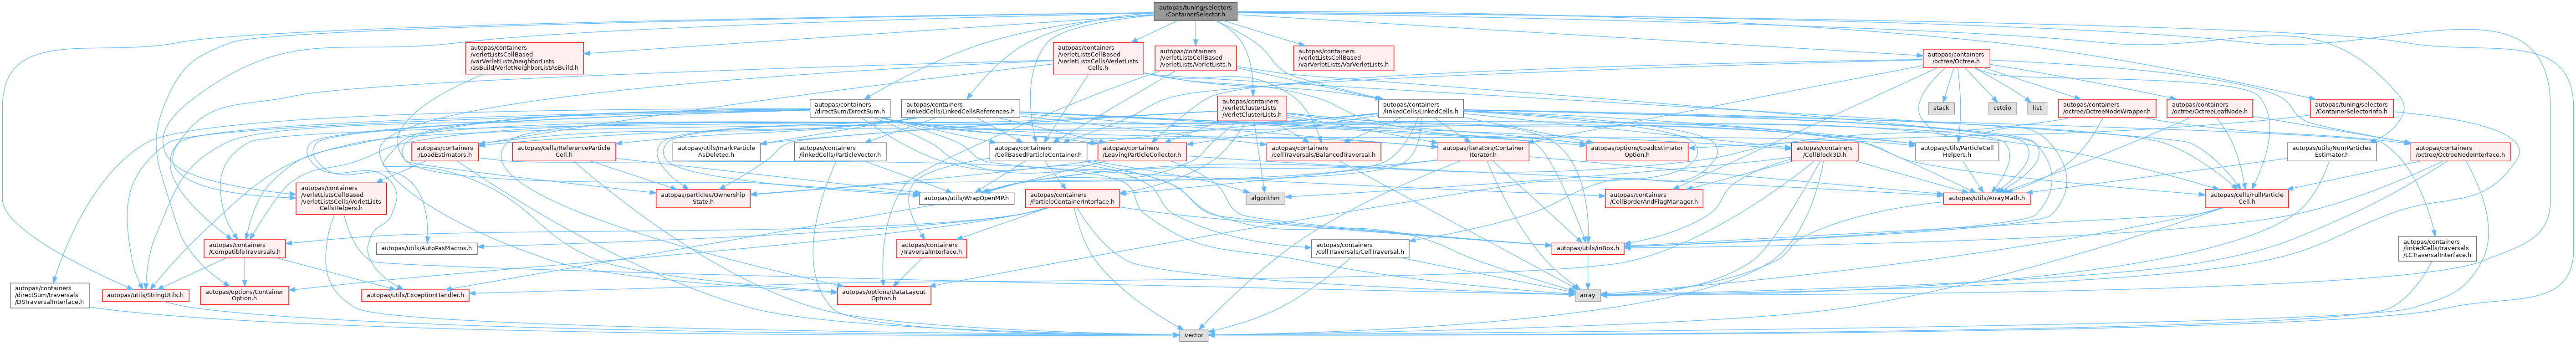 autopas/tuning/selectors
/ContainerSelector.h
autopas/containers
/verletListsCellBased
/varVerletLists/neighborLists
/asBuild/VerletNeighborListAsBuild.h
autopas/containers
/verletListsCellBased
/verletListsCells/VerletLists
Cells.h
autopas/containers
/verletListsCellBased
/verletLists/VerletLists.h
autopas/containers
/verletListsCellBased
/varVerletLists/VarVerletLists.h
autopas/containers
/octree/Octree.h
autopas/containers
/directSum/DirectSum.h
autopas/containers
/linkedCells/LinkedCellsReferences.h
autopas/containers
/verletClusterLists
/VerletClusterLists.h
autopas/containers
/linkedCells/LinkedCells.h
stack
cstdio
list
autopas/containers
/octree/OctreeNodeWrapper.h
autopas/containers
/octree/OctreeLeafNode.h
autopas/tuning/selectors
/ContainerSelectorInfo.h
autopas/containers
/LoadEstimators.h
autopas/cells/ReferenceParticle
Cell.h
autopas/utils/markParticle
AsDeleted.h
autopas/containers
/linkedCells/ParticleVector.h
autopas/containers
/CellBasedParticleContainer.h
autopas/containers
/LeavingParticleCollector.h
autopas/containers
/cellTraversals/BalancedTraversal.h
autopas/iterators/Container
Iterator.h
autopas/options/LoadEstimator
Option.h
autopas/containers
/CellBlock3D.h
autopas/utils/ParticleCell
Helpers.h
autopas/utils/NumParticles
Estimator.h
autopas/containers
/octree/OctreeNodeInterface.h
autopas/containers
/verletListsCellBased
/verletListsCells/VerletLists
CellsHelpers.h
autopas/particles/Ownership
State.h
autopas/utils/WrapOpenMP.h
autopas/containers
/ParticleContainerInterface.h
algorithm
autopas/containers
/CellBorderAndFlagManager.h
autopas/utils/ArrayMath.h
autopas/cells/FullParticle
Cell.h
autopas/containers
/CompatibleTraversals.h
autopas/utils/AutoPasMacros.h
autopas/containers
/TraversalInterface.h
autopas/containers
/cellTraversals/CellTraversal.h
autopas/utils/inBox.h
autopas/containers
/linkedCells/traversals
/LCTraversalInterface.h
autopas/containers
/directSum/traversals
/DSTraversalInterface.h
autopas/utils/StringUtils.h
autopas/options/Container
Option.h
autopas/utils/ExceptionHandler.h
autopas/options/DataLayout
Option.h
array
vector